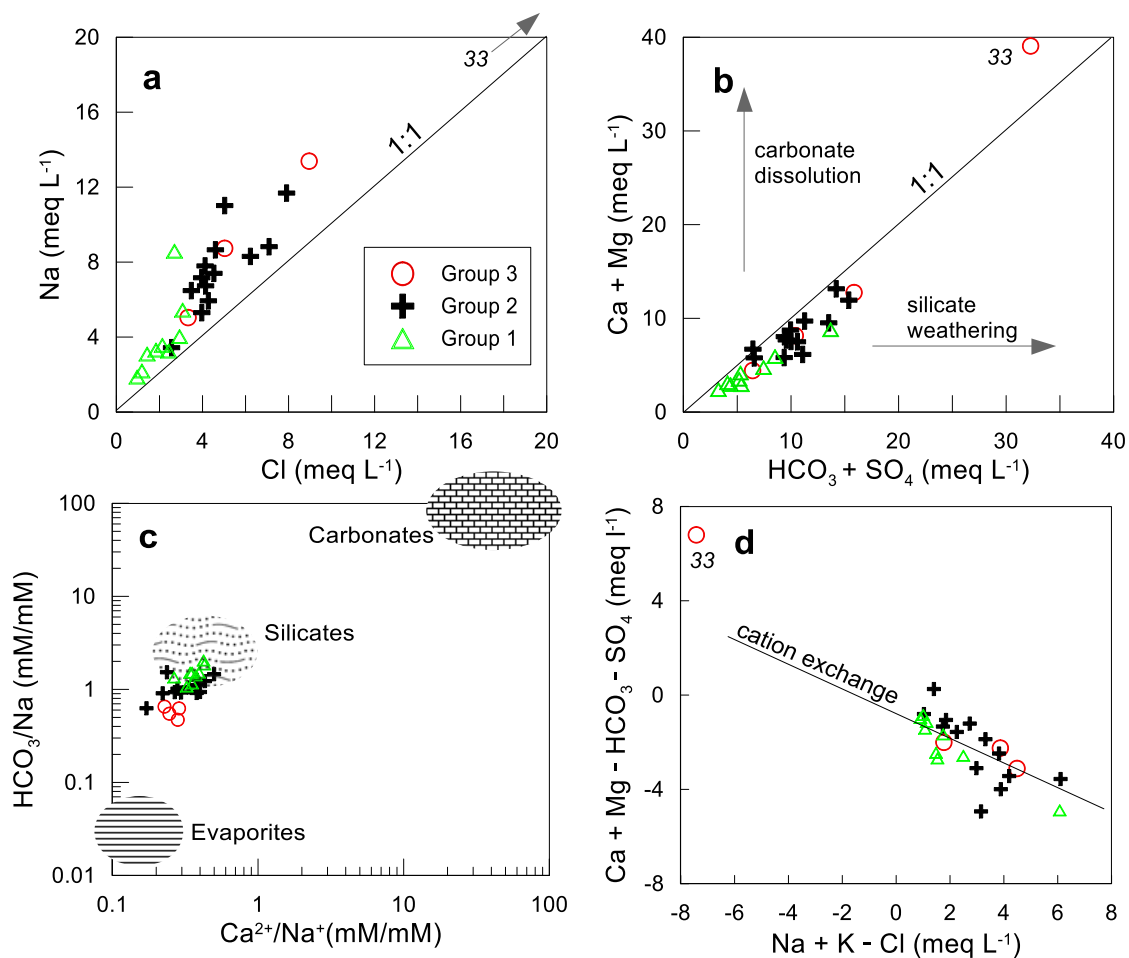 a
20
16
12
8
4
0
Na (meq L⁻¹)
33
1:1
Group 3
Group 2
Group 1
0
4
8
12
16
20
Cl (meq L⁻¹)
b
40
30
20
10
0
Ca + Mg (meq L⁻¹)
33
carbonate
dissolution
1:1
silicate
weathering
0
10
20
30
40
HCO₃ + SO₄ (meq L⁻¹)
c
100
10
1
0.1
0.01
HCO₃/Na (mM/mM)
Carbonates
Silicates
Evaporites
0.1
1
10
100
Ca²⁺/Na⁺(mM/mM)
d
8
4
0
-4
-8
Ca + Mg - HCO₃ - SO₄ (meq l⁻¹)
33
cation exchange
-8
-6
-4
-2
0
2
4
6
8
Na + K - Cl (meq L⁻¹)